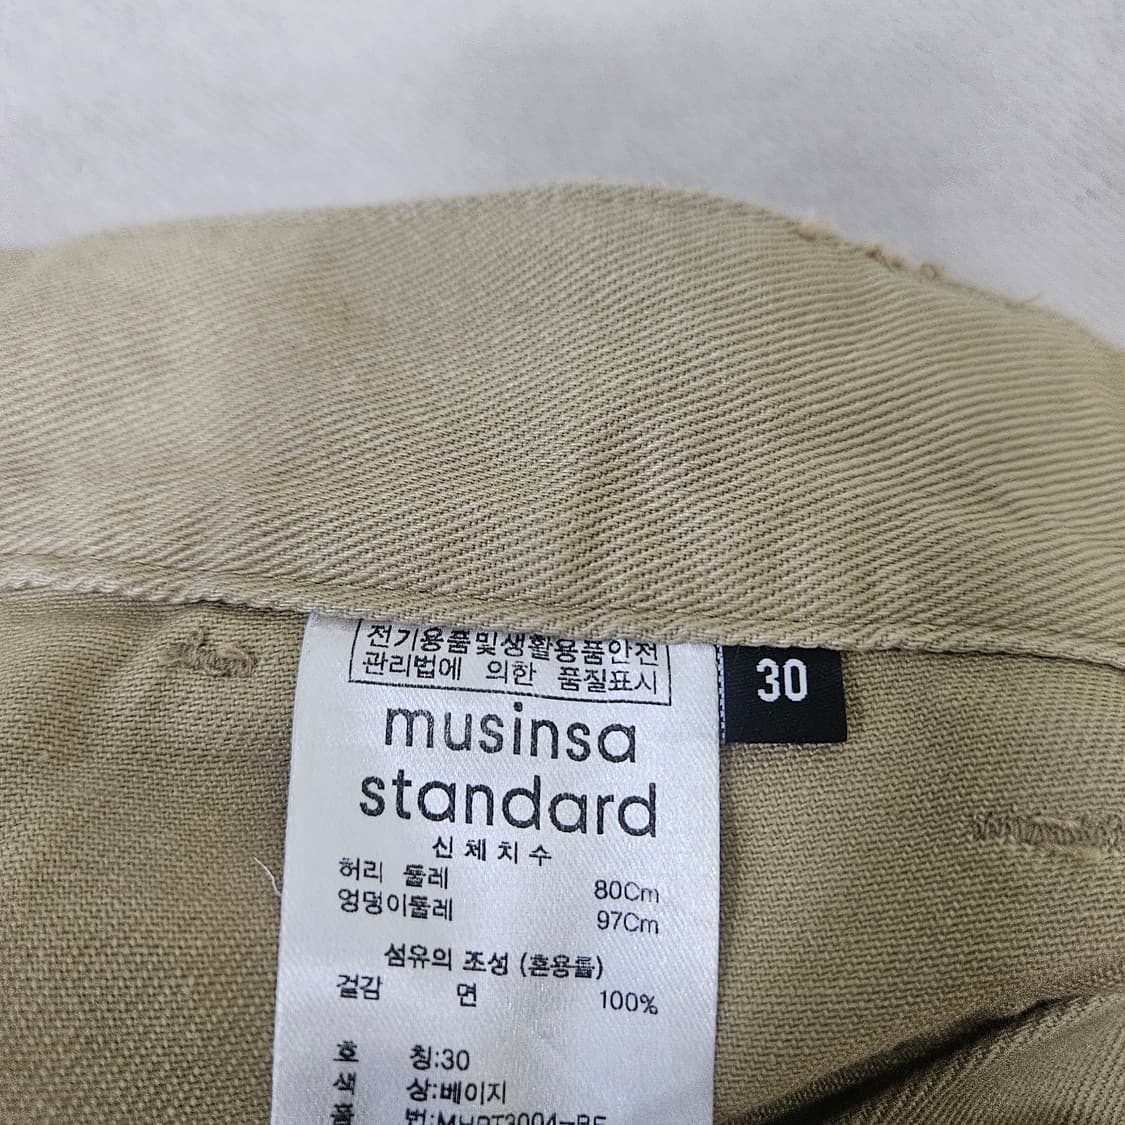 전기용품및생활용품안전
관리법에 의한 품질표시
30
musinsa
standard
신체치수
허리 둘레 80Cm
엉덩이둘레 97Cm
섬유의 조성 (혼용률)
겉감 면 100%
호 칭:30
색 상:베이지